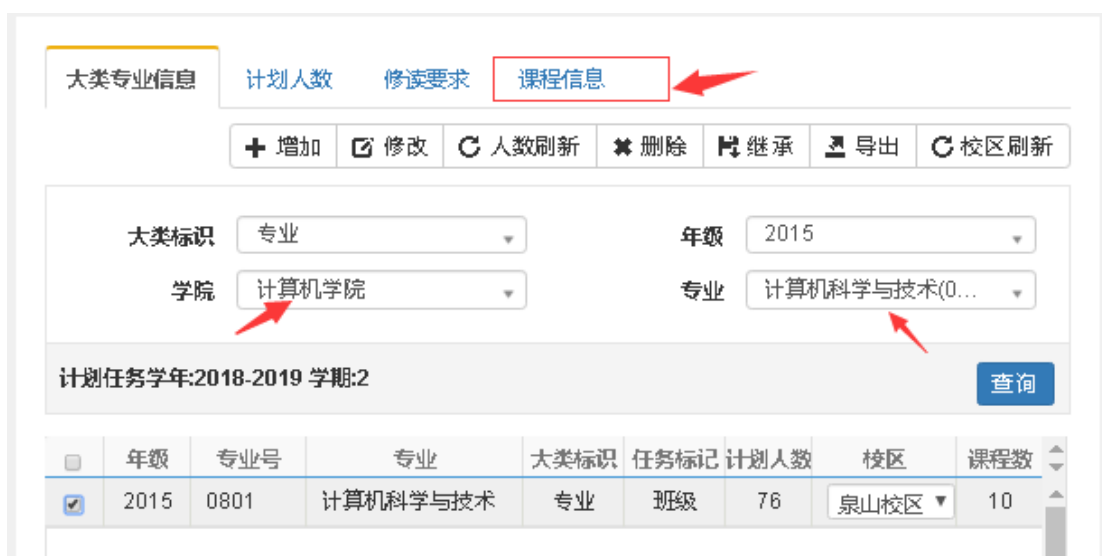 大类专业信息 计划人数 修读要求 课程信息
增加 修改 人数刷新 删除 继承 导出 校区刷新
大类标识 专业 年级 2015
学院 计算机学院 专业 计算机科学与技术(0...
计划任务学年:2018-2019 学期:2 查询
年级 专业号 专业 大类标识 任务标记 计划人数 校区 课程数
2015 0801 计算机科学与技术 专业 班级 76 泉山校区 10